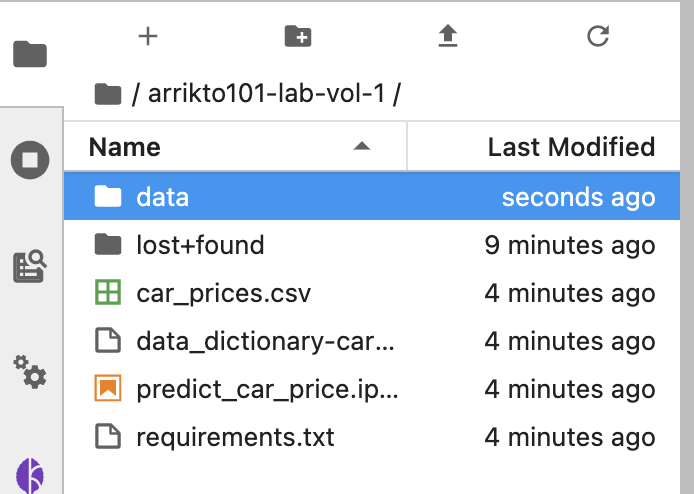 / arrikto101-lab-vol-1 /
Name Last Modified
data seconds ago
lost+found 9 minutes ago
car_prices.csv 4 minutes ago
data_dictionary-car... 4 minutes ago
predict_car_price.ip... 4 minutes ago
requirements.txt 4 minutes ago